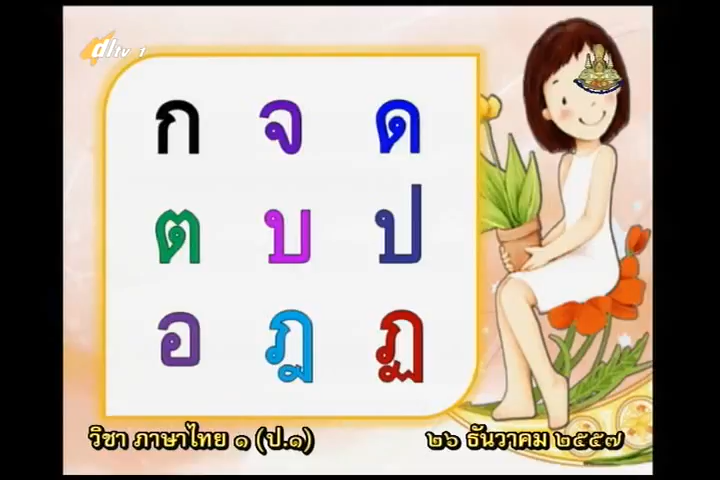 dltv 1
ก จ ด
ต บ ป
อ ฎ ฏ
วิชา ภาษาไทย ๑ (ป.๑)
๒๖ ธันวาคม ๒๕๕๗